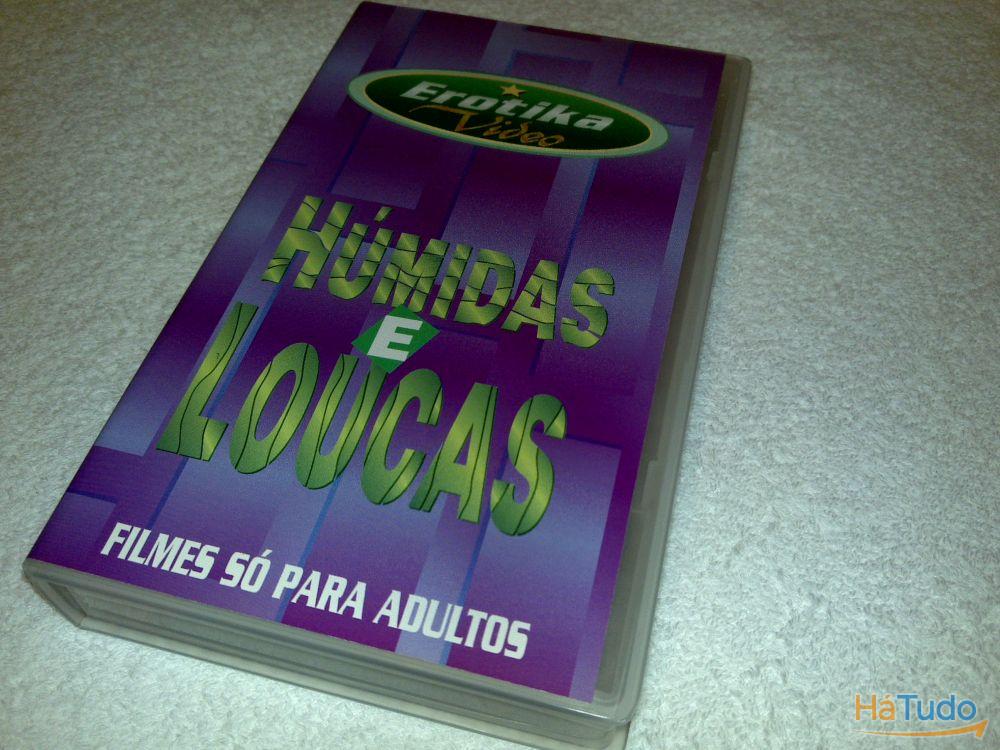 Erotika
Video
HÚMIDAS
E
LOUCAS
FILMES SÓ PARA ADULTOS
HáTudo